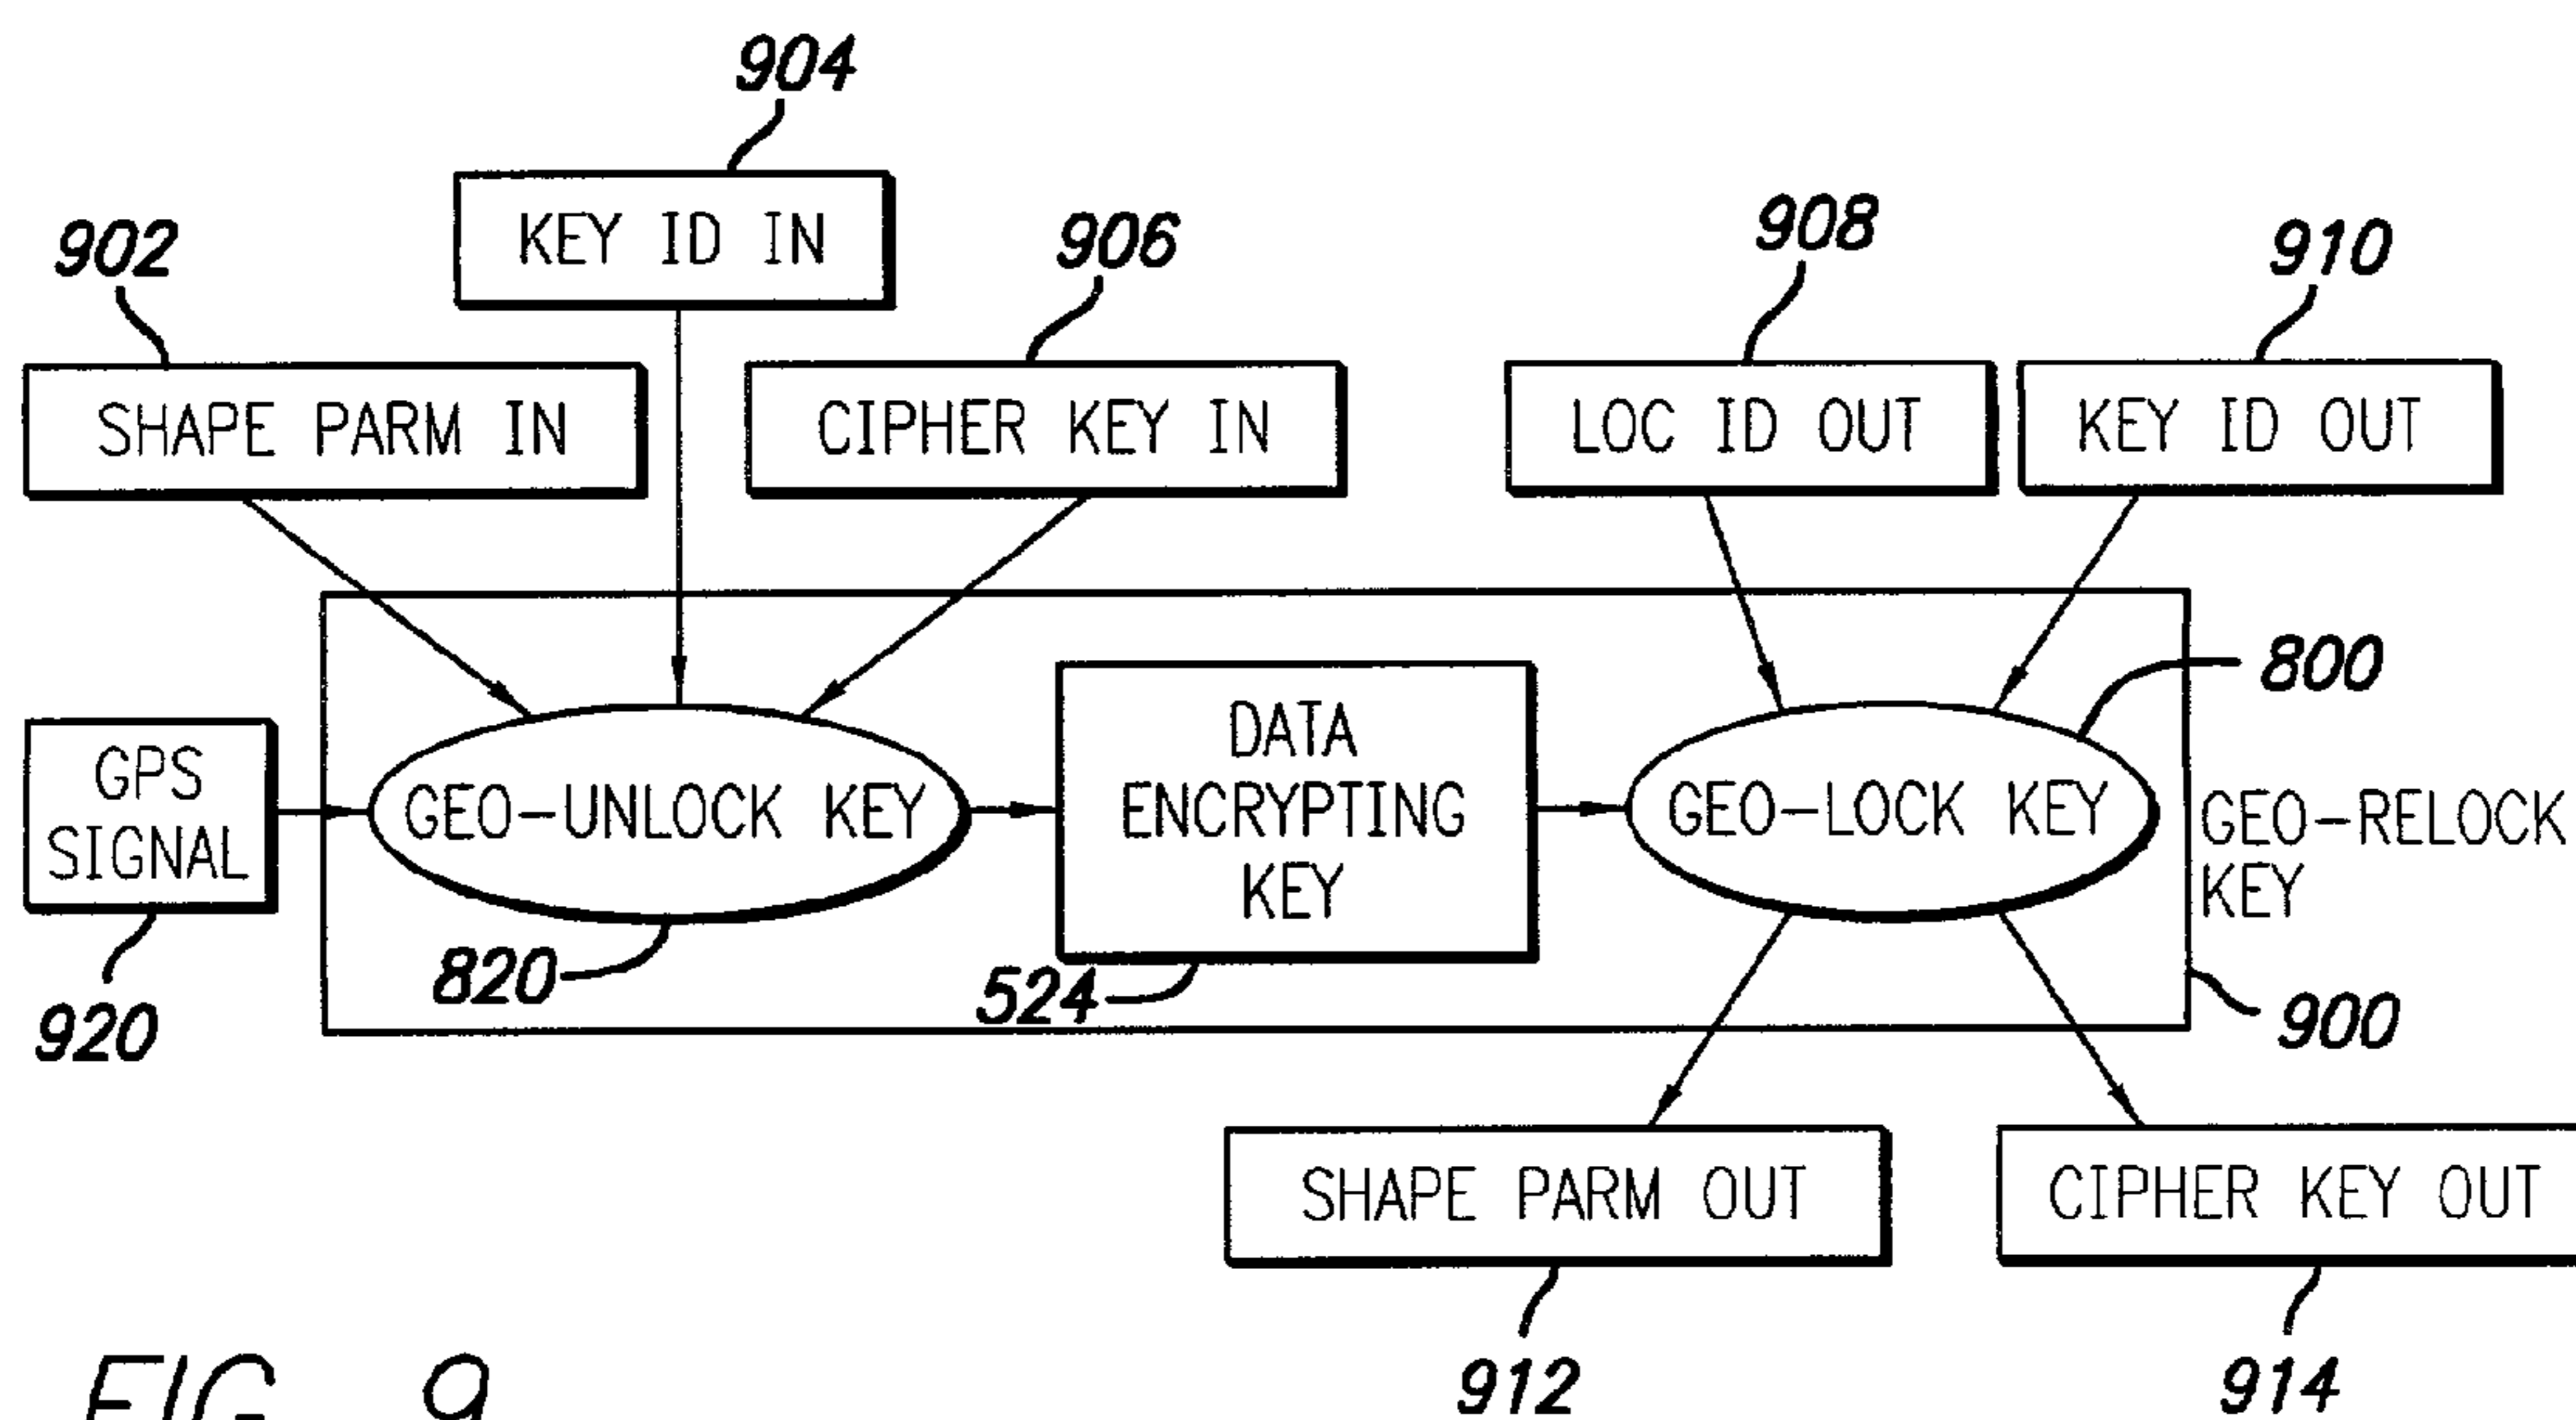 904
KEY ID IN
902
906
908
910
SHAPE PARM IN
CIPHER KEY IN
LOC ID OUT
KEY ID OUT
800
GPS
SIGNAL
GEO-UNLOCK KEY
DATA
ENCRYPTING
KEY
GEO-LOCK KEY
GEO-RELOCK
KEY
920
820
524
900
SHAPE PARM OUT
CIPHER KEY OUT
912
914
FIG. 9